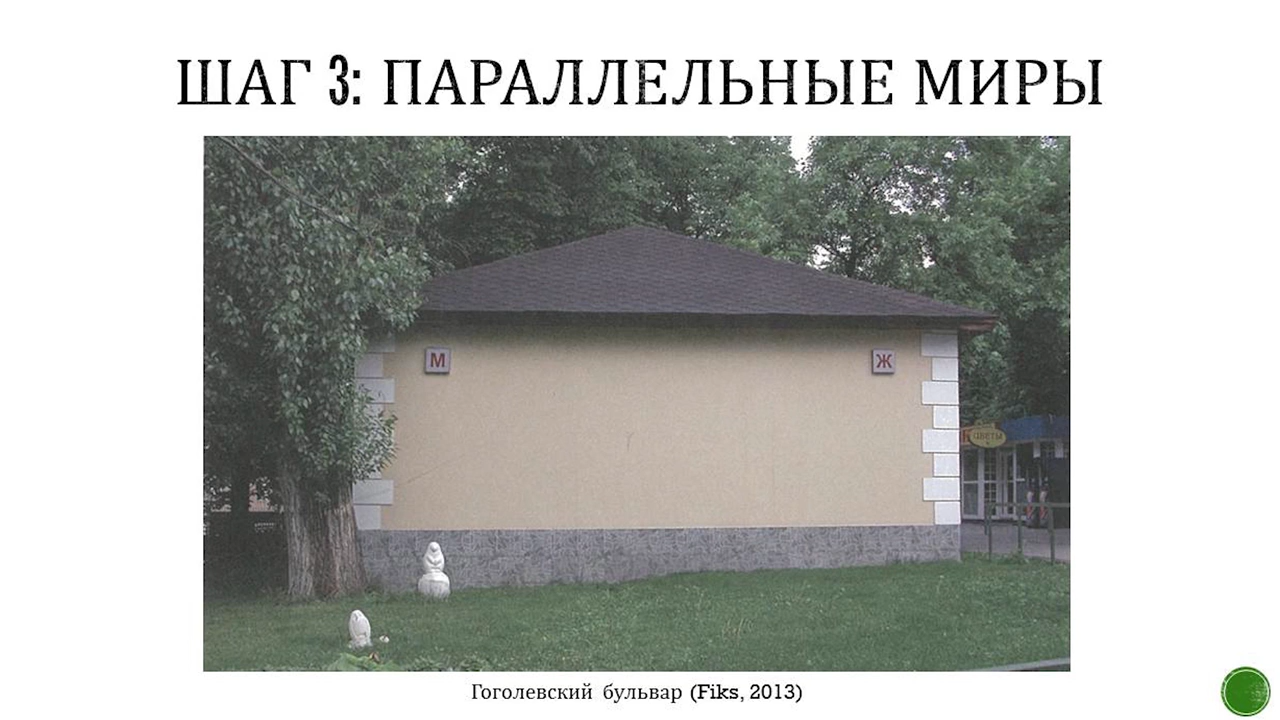 ШАГ 3: ПАРАЛЛЕЛЬНЫЕ МИРЫ
М
Ж
ЦВЕТЫ
Гоголевский бульвар (Fiks, 2013)